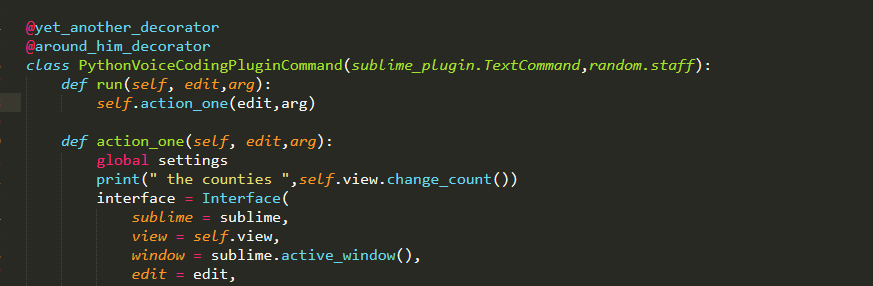 @yet_another_decorator
@around_him_decorator
class PythonVoiceCodingPluginCommand(sublime_plugin.TextCommand,random.staff):
    def run(self, edit,arg):
        self.action_one(edit,arg)
    def action_one(self, edit,arg):
        global settings
        print(" the counties ",self.view.change_count())
        interface = Interface(
            sublime = sublime,
            view = self.view,
            window = sublime.active_window(),
            edit = edit,